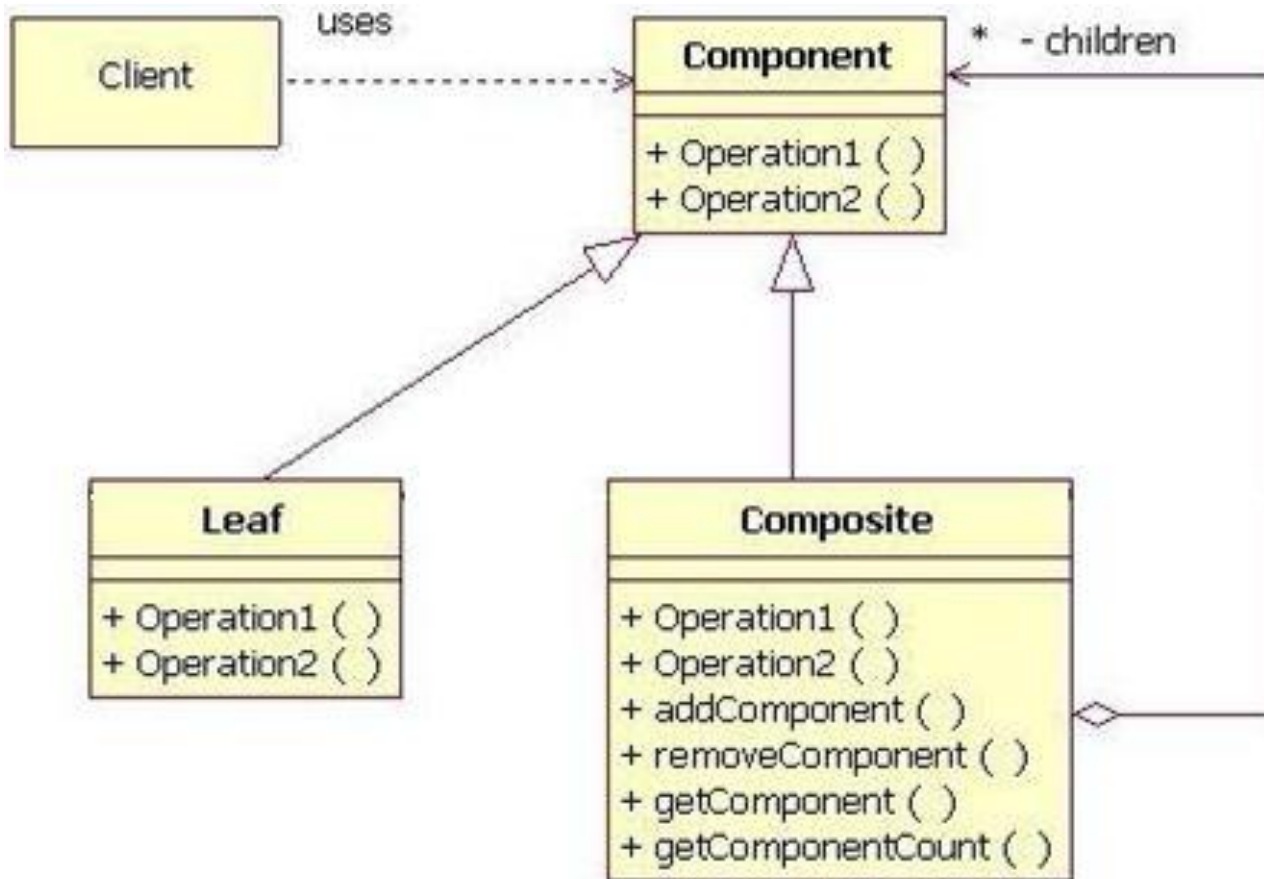 uses
Client
Component
* - children
+ Operation1 ( )
+ Operation2 ( )
Leaf
+ Operation1 ( )
+ Operation2 ( )
Composite
+ Operation1 ( )
+ Operation2 ( )
+ addComponent ( )
+ removeComponent ( )
+ getComponent ( )
+ getComponentCount ( )